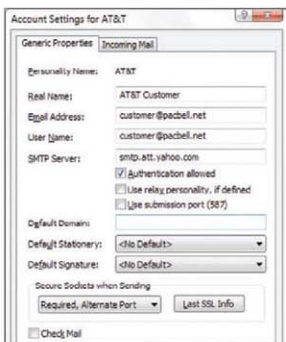 Account Settings for AT&T
Generic Properties Incoming Mail
Personality Name: AT&T
Real Name: AT&T Customer
Email Address: customer@pacbell.net
User Name: customer@pacbell.net
SMTP Server: smtp.att.yahoo.com
Authentication allowed
Use relay personality, if defined
Use submission port (587)
Default Domain:
Default Stationery: <No Default>
Default Signature: <No Default>
Secure Sockets when Sending
Required, Alternate Port Last SSL Info
Check Mail